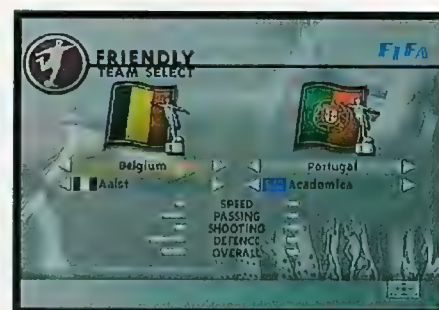 FRIENDLY
TEAM SELECT
FIFA
Belgium
Portugal
Aalst
Academica
SPEED
PASSING
SHOOTING
DEFENCE
OVERALL